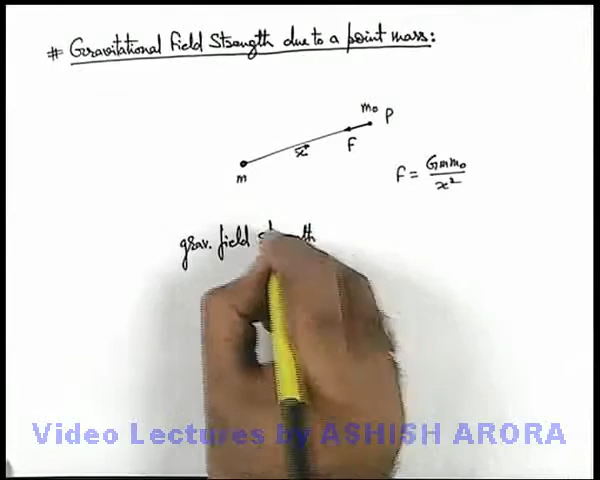 # Gravitational Field Strength due to a point mass:
m₀ P
F
x
m
F = Gmm₀/x²
grav. field
Video Lectures by ASHISH ARORA